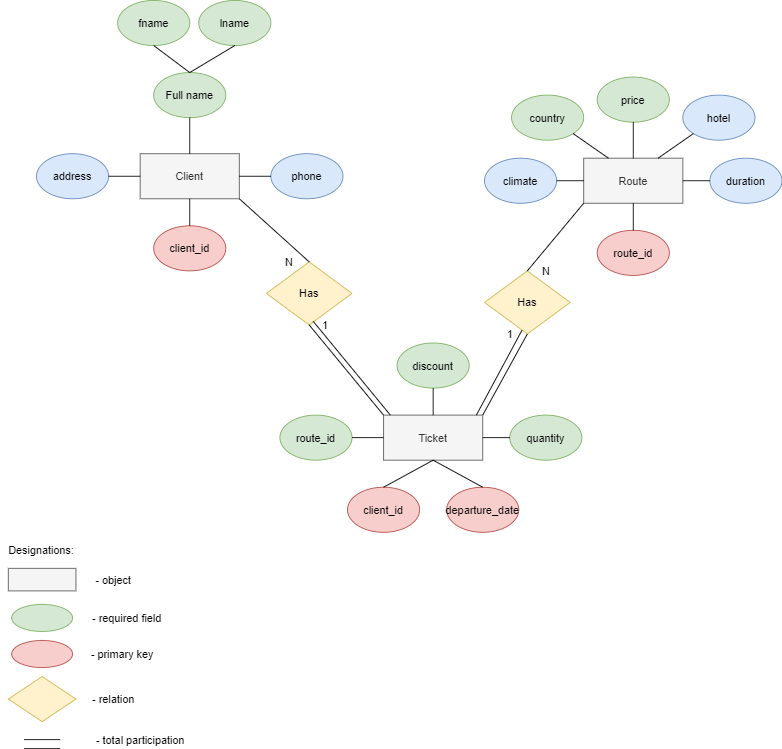 fname
lname
Full name
address
Client
phone
client_id
country
price
hotel
climate
Route
duration
route_id
N
Has
1
N
Has
1
discount
route_id
Ticket
quantity
client_id
departure_date
Designations:
- object
- required field
- primary key
- relation
- total participation